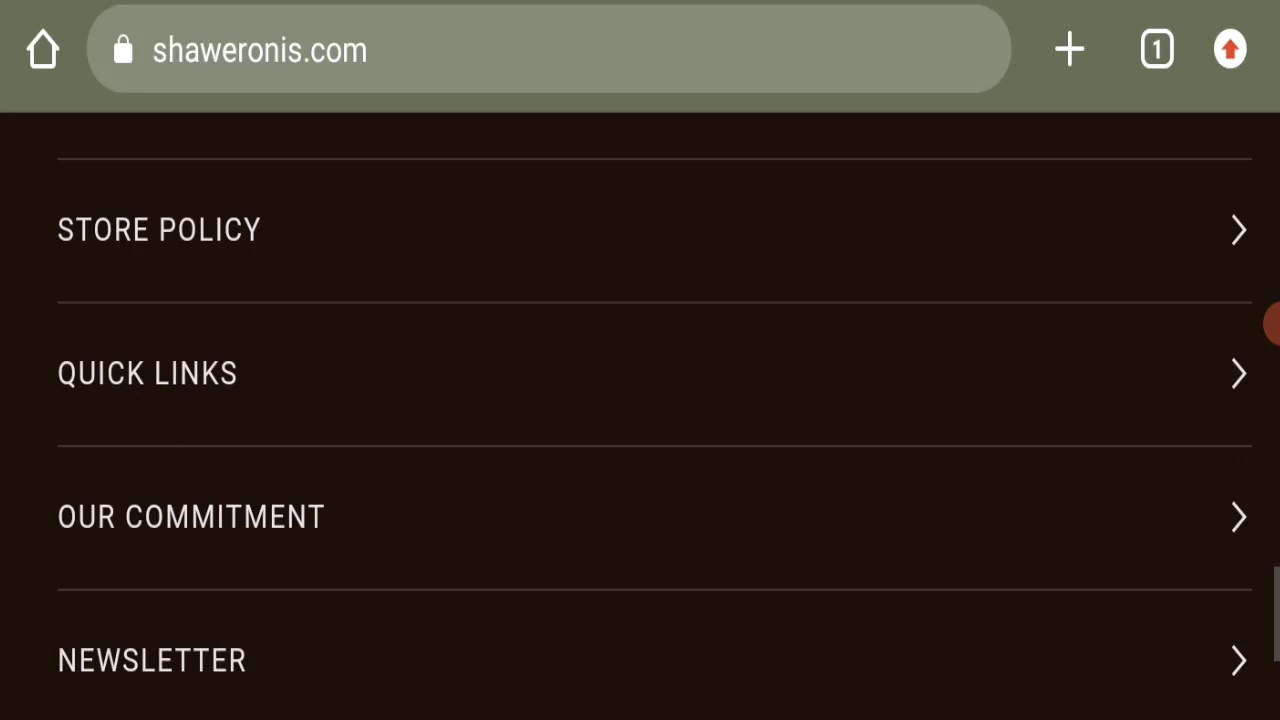 shaweronis.com
1
STORE POLICY
QUICK LINKS
OUR COMMITMENT
NEWSLETTER